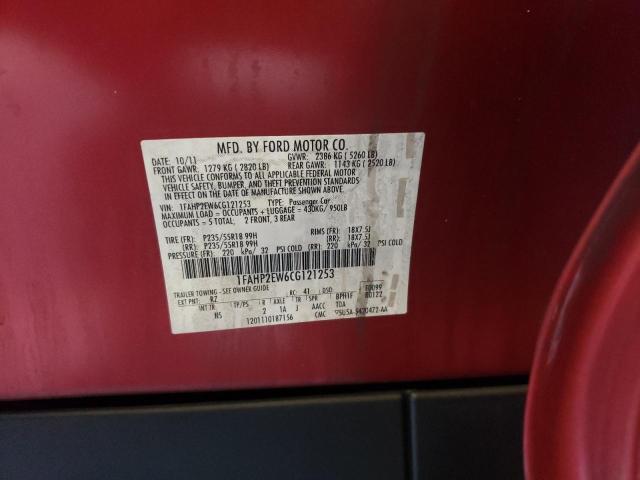 MFD. BY FORD MOTOR CO.
DATE: 10/11 GVWR: 2386 KG ( 5260 LB)
FRONT GAWR: 1279 KG ( 2820 LB) REAR GAWR: 1143 KG ( 2520 LB)
THIS VEHICLE CONFORMS TO ALL APPLICABLE FEDERAL MOTOR
VEHICLE SAFETY, BUMPER, AND THEFT PREVENTION STANDARDS
IN EFFECT ON THE DATE OF MANUFACTURE SHOWN ABOVE.
VIN: 1FAHP2EW6CG121253 TYPE: Passenger Car
MAXIMUM LOAD = OCCUPANTS + LUGGAGE = 430KG/ 950LB
OCCUPANTS = 5 TOTAL, 2 FRONT, 3 REAR
TIRE (FR): P235/55R18 99H RIMS (FR): 18X7.5J
(RR): P235/55R18 99H (RR): 18X7.5J
PRESSURE (FR): 220 kPa/ 32 PSI COLD (RR): 220 kPa/ 32 PSI COLD
1FAHP2EW6CG121253
TRAILER TOWING - SEE OWNER GUIDE
EXT PNT: RZ RC: 41 DSO:
INT TR TP/PS R AXLE TR SPR BPH1F
NS 2 1A 3 AACC TDA
1201110187156 CMC